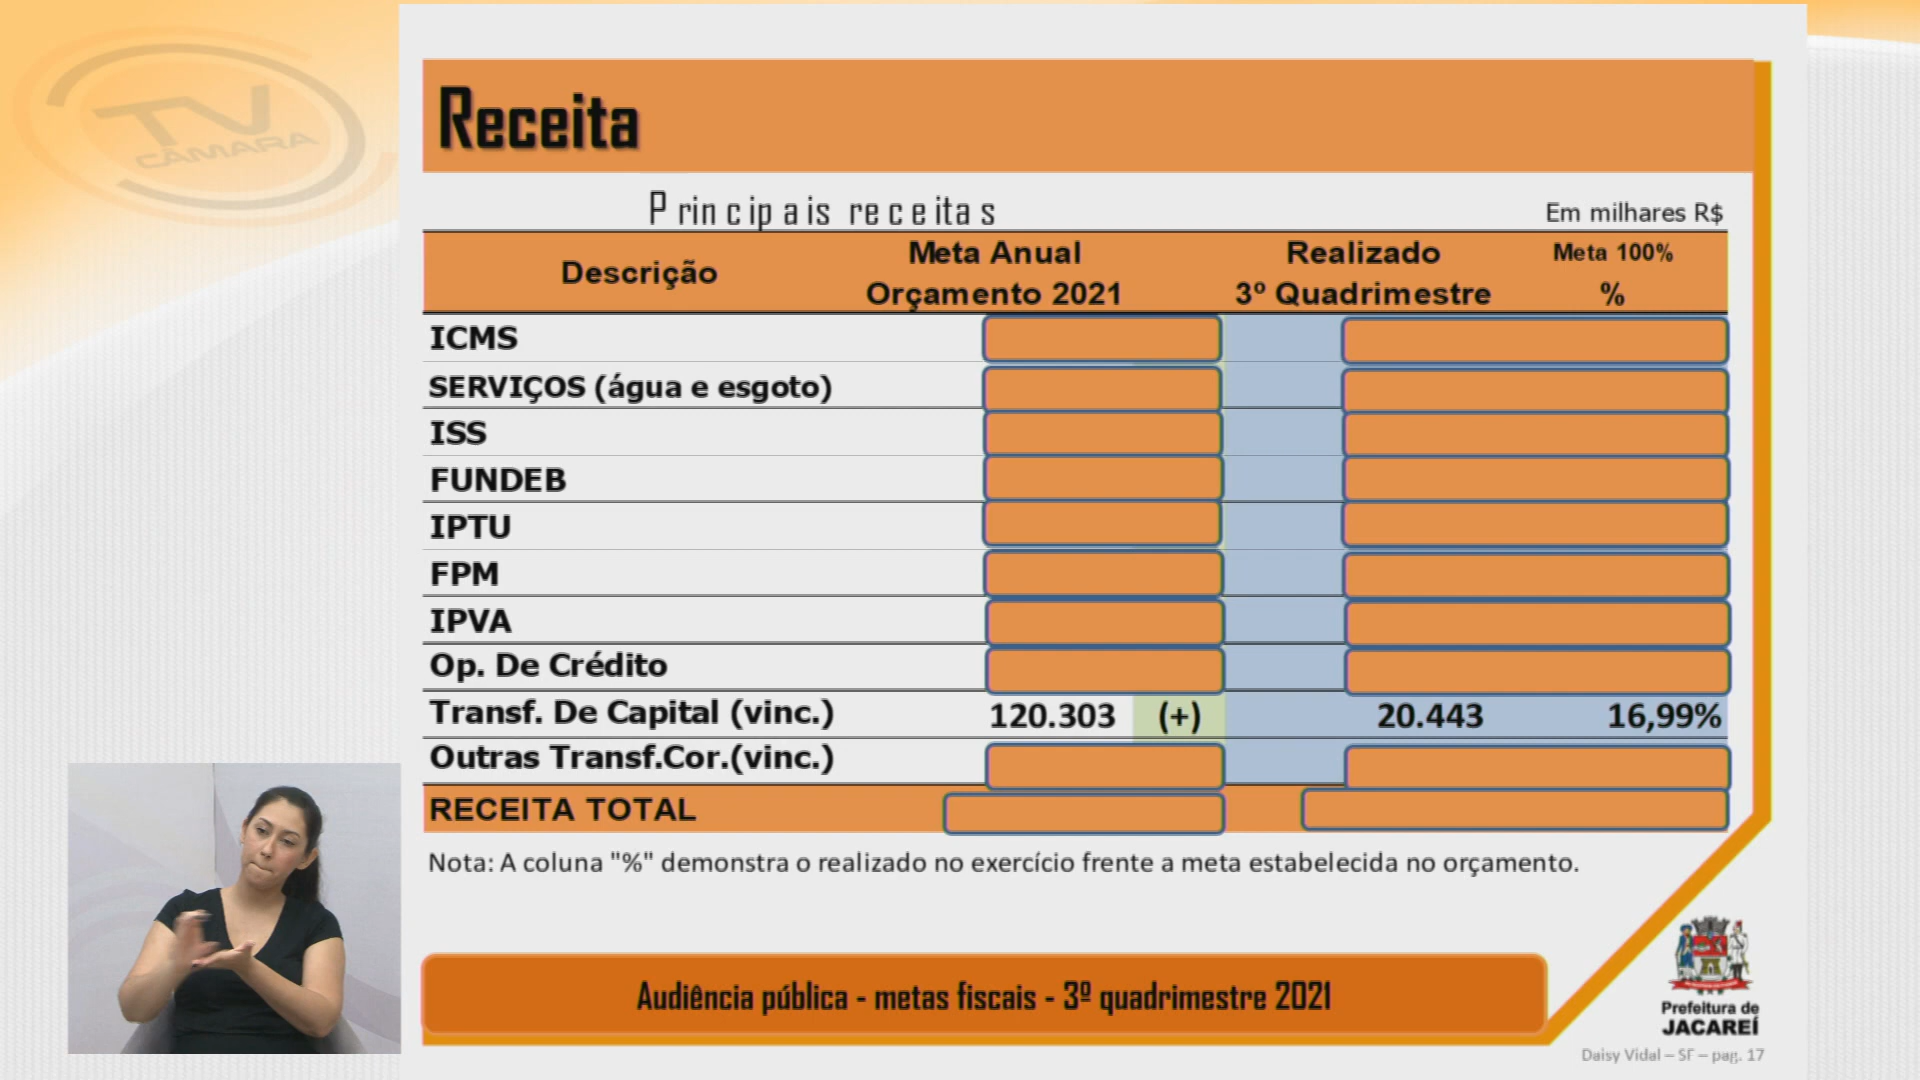 TV
CÂMARA
Receita
Principais receitas
Em milhares R$
Descrição
Meta Anual
Orçamento 2021
Realizado
3º Quadrimestre
Meta 100%
%
ICMS
SERVIÇOS (água e esgoto)
ISS
FUNDEB
IPTU
FPM
IPVA
Op. De Crédito
Transf. De Capital (vinc.) 120.303 (+) 20.443 16,99%
Outras Transf.Cor.(vinc.)
RECEITA TOTAL
Nota: A coluna "%" demonstra o realizado no exercício frente a meta estabelecida no orçamento.
Audiência pública - metas fiscais - 3º quadrimestre 2021
Prefeitura de
JACAREÍ
Daisy Vidal – SF – pag. 17